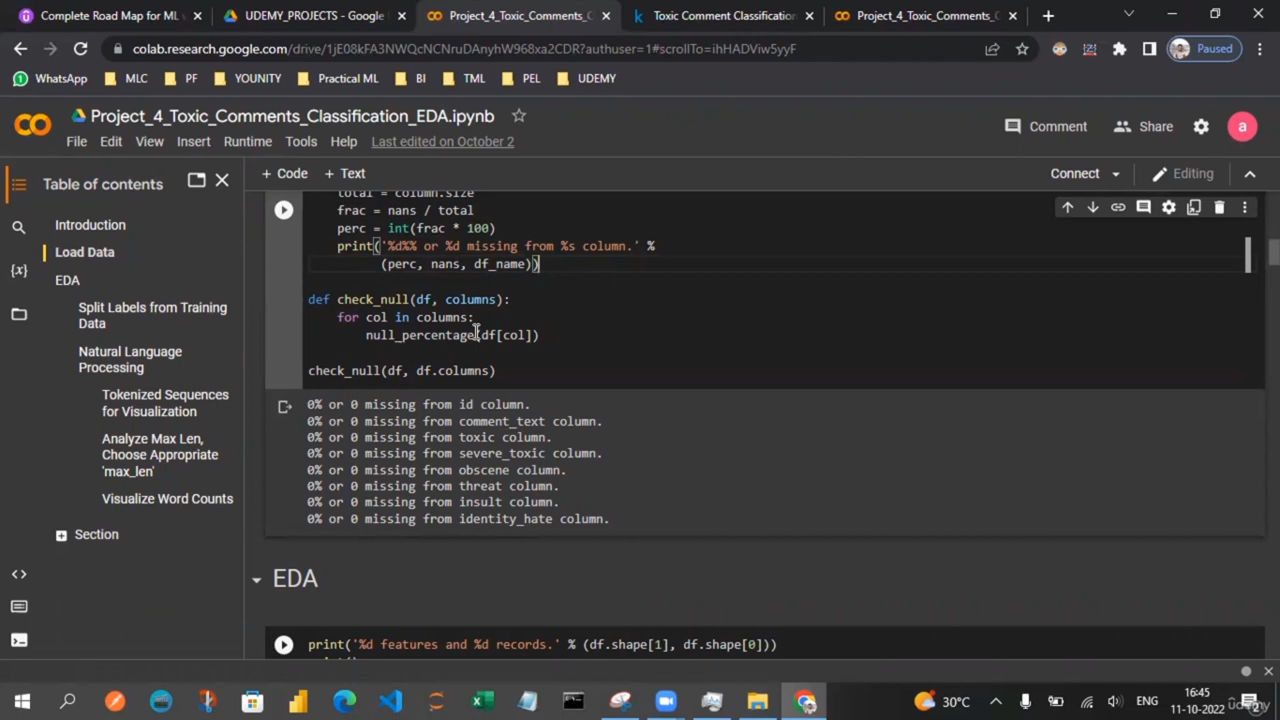 Complete Road Map for ML v
UDEMY_PROJECTS - Google
Project_4_Toxic_Comments_C
Toxic Comment Classification
Project_4_Toxic_Comments_C
colab.research.google.com/drive/1jE08kFA3NWQcNCNruDAnyhW968xa2CDR?authuser=1#scrollTo=ihHADViw5yyF
Paused
WhatsApp
MLC
PF
YOUNITY
Practical ML
BI
TML
PEL
UDEMY
Project_4_Toxic_Comments_Classification_EDA.ipynb
Comment
Share
a
File Edit View Insert Runtime Tools Help Last edited on October 2
Table of contents
+ Code + Text
Connect
Editing
Introduction
Load Data
EDA
Split Labels from Training
Data
Natural Language
Processing
Tokenized Sequences
for Visualization
Analyze Max Len,
Choose Appropriate
'max_len'
Visualize Word Counts
Section
{x}
total = column.size
frac = nans / total
perc = int(frac * 100)
print('%d%% or %d missing from %s column.' %
(perc, nans, df_name))
def check_null(df, columns):
for col in columns:
null_percentage(df[col])
check_null(df, df.columns)
0% or 0 missing from id column.
0% or 0 missing from comment_text column.
0% or 0 missing from toxic column.
0% or 0 missing from severe_toxic column.
0% or 0 missing from obscene column.
0% or 0 missing from threat column.
0% or 0 missing from insult column.
0% or 0 missing from identity_hate column.
EDA
print('%d features and %d records.' % (df.shape[1], df.shape[0]))
30°C
ENG
16:45
11-10-2022
udemy